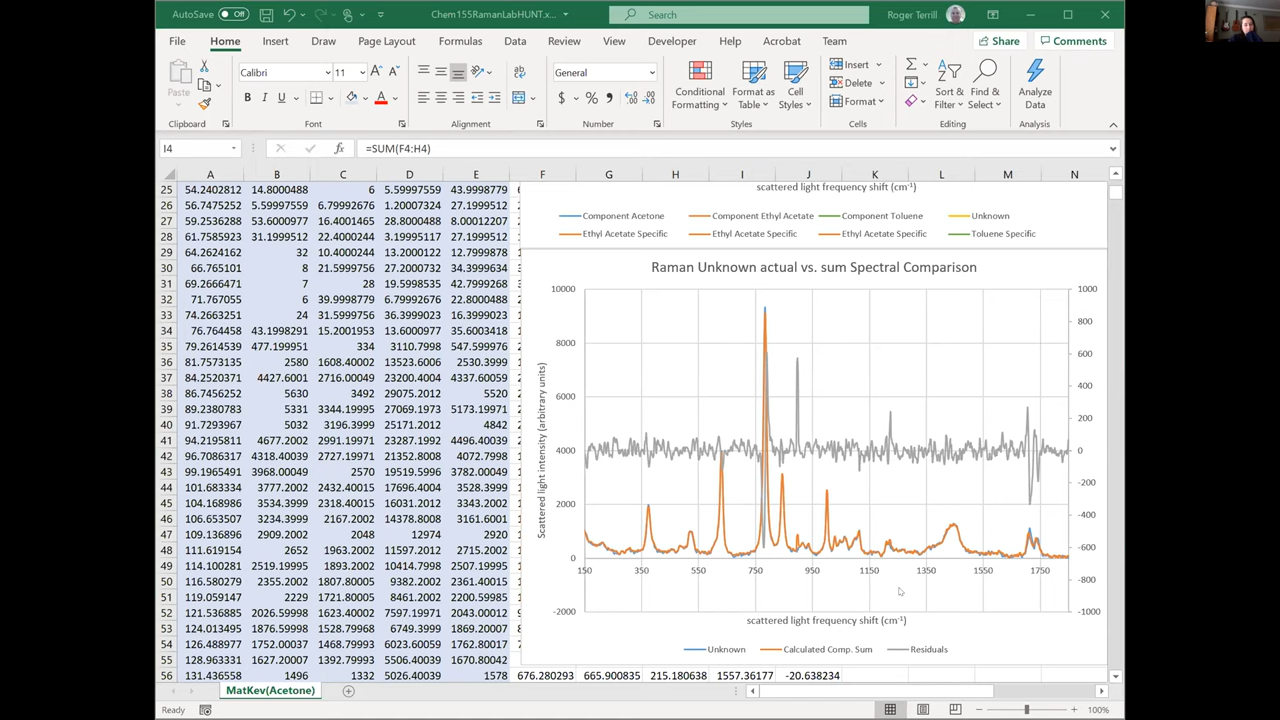 AutoSave Off Chem155RamanLabHUNT.x... Search Roger Terrill
File Home Insert Draw Page Layout Formulas Data Review View Developer Help Acrobat Team Share Comments
Paste Calibri 11 General Conditional Formatting Format as Table Cell Styles Insert Delete Format Sort & Filter Find & Select Analyze Data
Clipboard Font Alignment Number Styles Cells Editing Analysis
I4 =SUM(F4:H4)
A B C D E F G H I J K L M N
25 54.2402812 14.8000488 6 5.59997559 43.9998779
26 56.7475252 5.59997559 6.79992676 1.20007324 27.1999512
27 59.2536288 53.6000977 16.4001465 28.8000488 8.00012207
28 61.7585923 31.1999512 22.4000244 3.19995117 27.1999512
29 64.2624162 32 10.4000244 13.2000122 12.7999878
30 66.765101 8 21.5999756 27.2000732 34.3999634
31 69.2666471 7 28 19.5998535 42.7999268
32 71.767055 6 39.9998779 6.79992676 22.8000488
33 74.2663251 24 31.5999756 36.3999023 16.3999512
34 76.764458 43.1998291 15.2001953 13.6000977 35.6003418
35 79.2614539 477.199951 334 3110.7998 547.599976
36 81.7573135 2580 1608.40002 13523.6006 2530.3999
37 84.2520371 4427.6001 2716.00049 23200.4004 4337.60059
38 86.7456252 5630 3492 29075.2012 5520
39 89.2380783 5331 3344.19995 27069.1973 5173.19971
40 91.7293967 5032 3196.3999 25171.2012 4842
41 94.2195811 4677.2002 2991.19971 23287.1992 4496.40039
42 96.7086317 4318.40039 2727.19971 21352.8008 4072.7998
43 99.1965491 3968.00049 2570 19519.5996 3782.00049
44 101.683334 3777.2002 2432.40015 17696.4004 3528.3999
45 104.168986 3534.3999 2318.40015 16031.2012 3343.2002
46 106.653507 3234.3999 2167.2002 14378.8008 3161.6001
47 109.136896 2909.2002 2048 12974 2920
48 111.619154 2652 1963.2002 11597.2012 2715.2002
49 114.100281 2519.19995 1893.2002 10414.7998 2507.19995
50 116.580279 2355.2002 1807.80015 9382.2002 2361.40015
51 119.059147 2229 1721.80005 8461.2002 2200.60059
52 121.536885 2026.59998 1623.40002 7597.19971 2043.00012
53 124.013495 1876.59998 1528.79968 6749.3999 1869.20007
54 126.488977 1752.00037 1468.79993 6023.60059 1762.80017
55 128.963331 1627.20007 1392.79993 5506.40039 1670.80042
56 131.436558 1496 1332 5026.40039 1578 676.280293 665.900835 215.180638 1557.36177 -20.638234
scattered light frequency shift (cm⁻¹)
Component Acetone Component Ethyl Acetate Component Toluene Unknown
Ethyl Acetate Specific Ethyl Acetate Specific Ethyl Acetate Specific Toluene Specific
Raman Unknown actual vs. sum Spectral Comparison
Scattered light intensity (arbitrary units)
10000
8000
6000
4000
2000
0
-2000
1000
800
600
400
200
0
-200
-400
-600
-800
-1000
150 350 550 750 950 1150 1350 1550 1750
scattered light frequency shift (cm⁻¹)
Unknown Calculated Comp. Sum Residuals
MatKev(Acetone)
Ready 100%